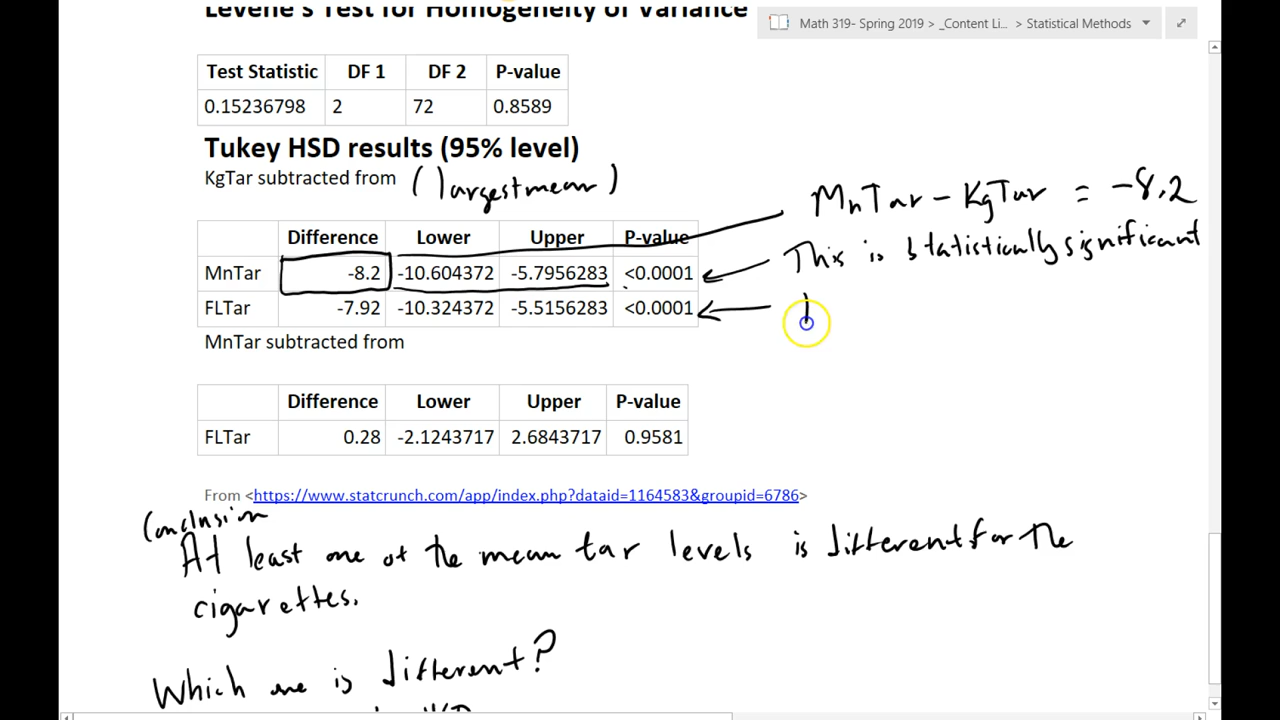 Levene's Test for Homogeneity of Variance
Math 319- Spring 2019 > _Content Li... > Statistical Methods
Test Statistic DF 1 DF 2 P-value
0.15236798 2 72 0.8589
Tukey HSD results (95% level)
KgTar subtracted from (largest mean)
MnTar - KgTar = -8.2
Difference Lower Upper P-value
This is statistically significant
MnTar -8.2 -10.604372 -5.7956283 <0.0001
FLTar -7.92 -10.324372 -5.5156283 <0.0001
MnTar subtracted from
Difference Lower Upper P-value
FLTar 0.28 -2.1243717 2.6843717 0.9581
From <https://www.statcrunch.com/app/index.php?dataid=1164583&groupid=6786>
Conclusion
At least one of the mean tar levels is different for the
cigarettes.
Which one is different?
HSD